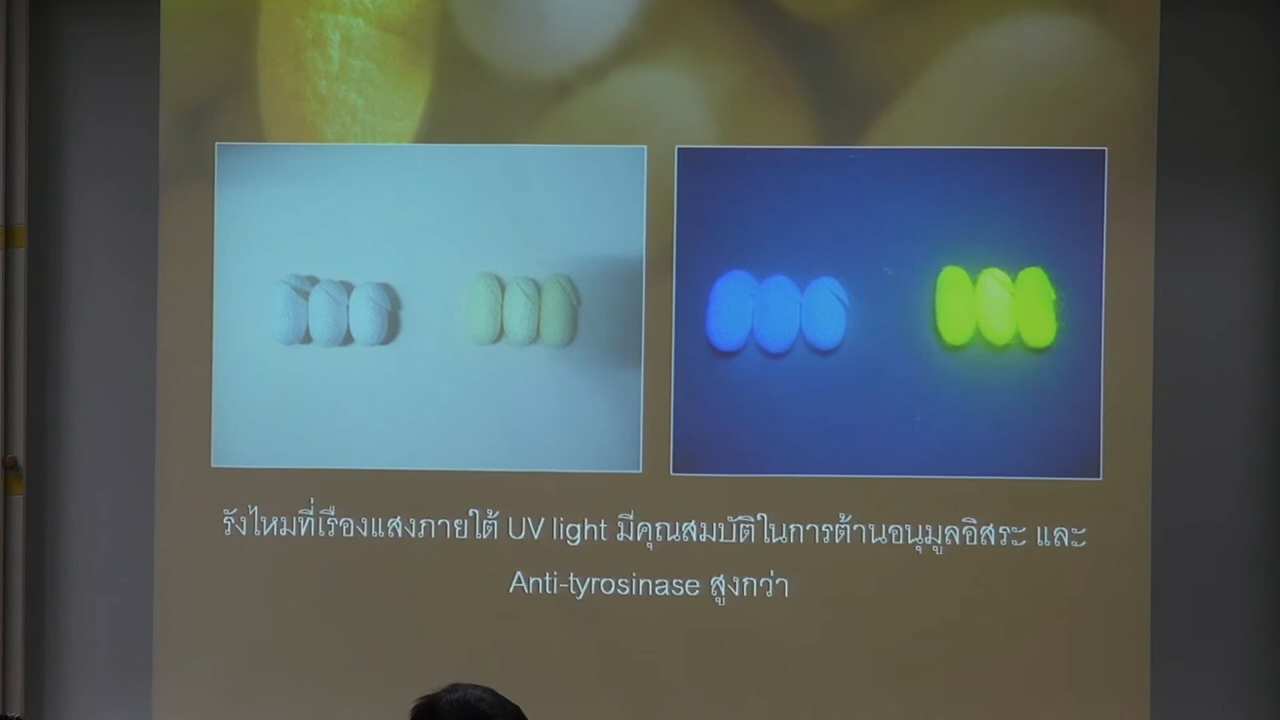 รังไหมที่เรืองแสงภายใต้ UV light มีคุณสมบัติในการต้านอนุมูลอิสระ และ
Anti-tyrosinase สูงกว่า